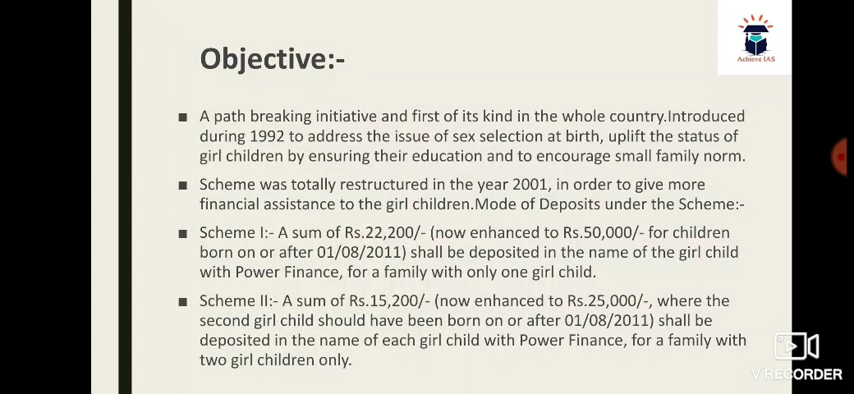 Achieve IAS
Objective:-
A path breaking initiative and first of its kind in the whole country.Introduced
during 1992 to address the issue of sex selection at birth, uplift the status of
girl children by ensuring their education and to encourage small family norm.
Scheme was totally restructured in the year 2001, in order to give more
financial assistance to the girl children.Mode of Deposits under the Scheme:-
Scheme I:- A sum of Rs.22,200/- (now enhanced to Rs.50,000/- for children
born on or after 01/08/2011) shall be deposited in the name of the girl child
with Power Finance, for a family with only one girl child.
Scheme II:- A sum of Rs.15,200/- (now enhanced to Rs.25,000/-, where the
second girl child should have been born on or after 01/08/2011) shall be
deposited in the name of each girl child with Power Finance, for a family with
two girl children only.
V RECORDER